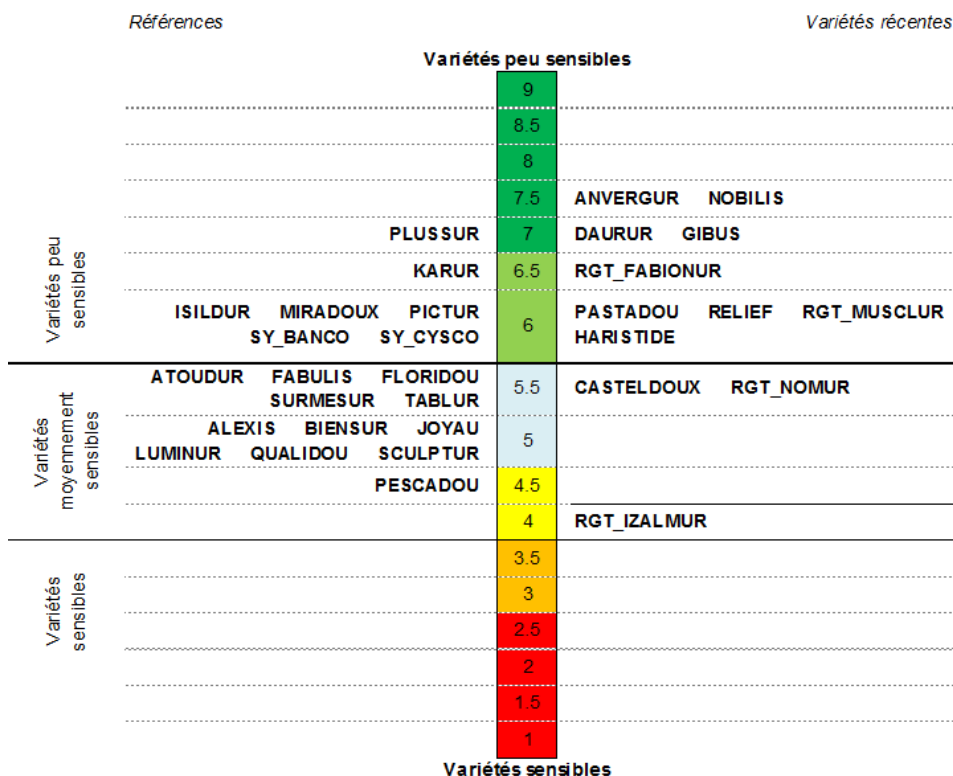 Références
Variétés récentes
Variétés peu sensibles
9
8.5
8
7.5 ANVERGUR NOBILIS
PLUSSUR 7 DAURUR GIBUS
KARUR 6.5 RGT_FABIONUR
Variétés peu
sensibles
ISILDUR MIRADOUX PICTUR
SY_BANCO SY_CYSCO
6
PASTADOU RELIEF RGT_MUSCLUR
HARISTIDE
Variétés
moyennement
sensibles
ATOUDUR FABULIS FLORIDOU
SURMESUR TABLUR
5.5
CASTELDOUX RGT_NOMUR
ALEXIS BIENSUR JOYAU
LUMINUR QUALIDOU SCULPTUR
5
PESCADOU 4.5
4 RGT_IZALMUR
Variétés
sensibles
3.5
3
2.5
2
1.5
1
Variétés sensibles